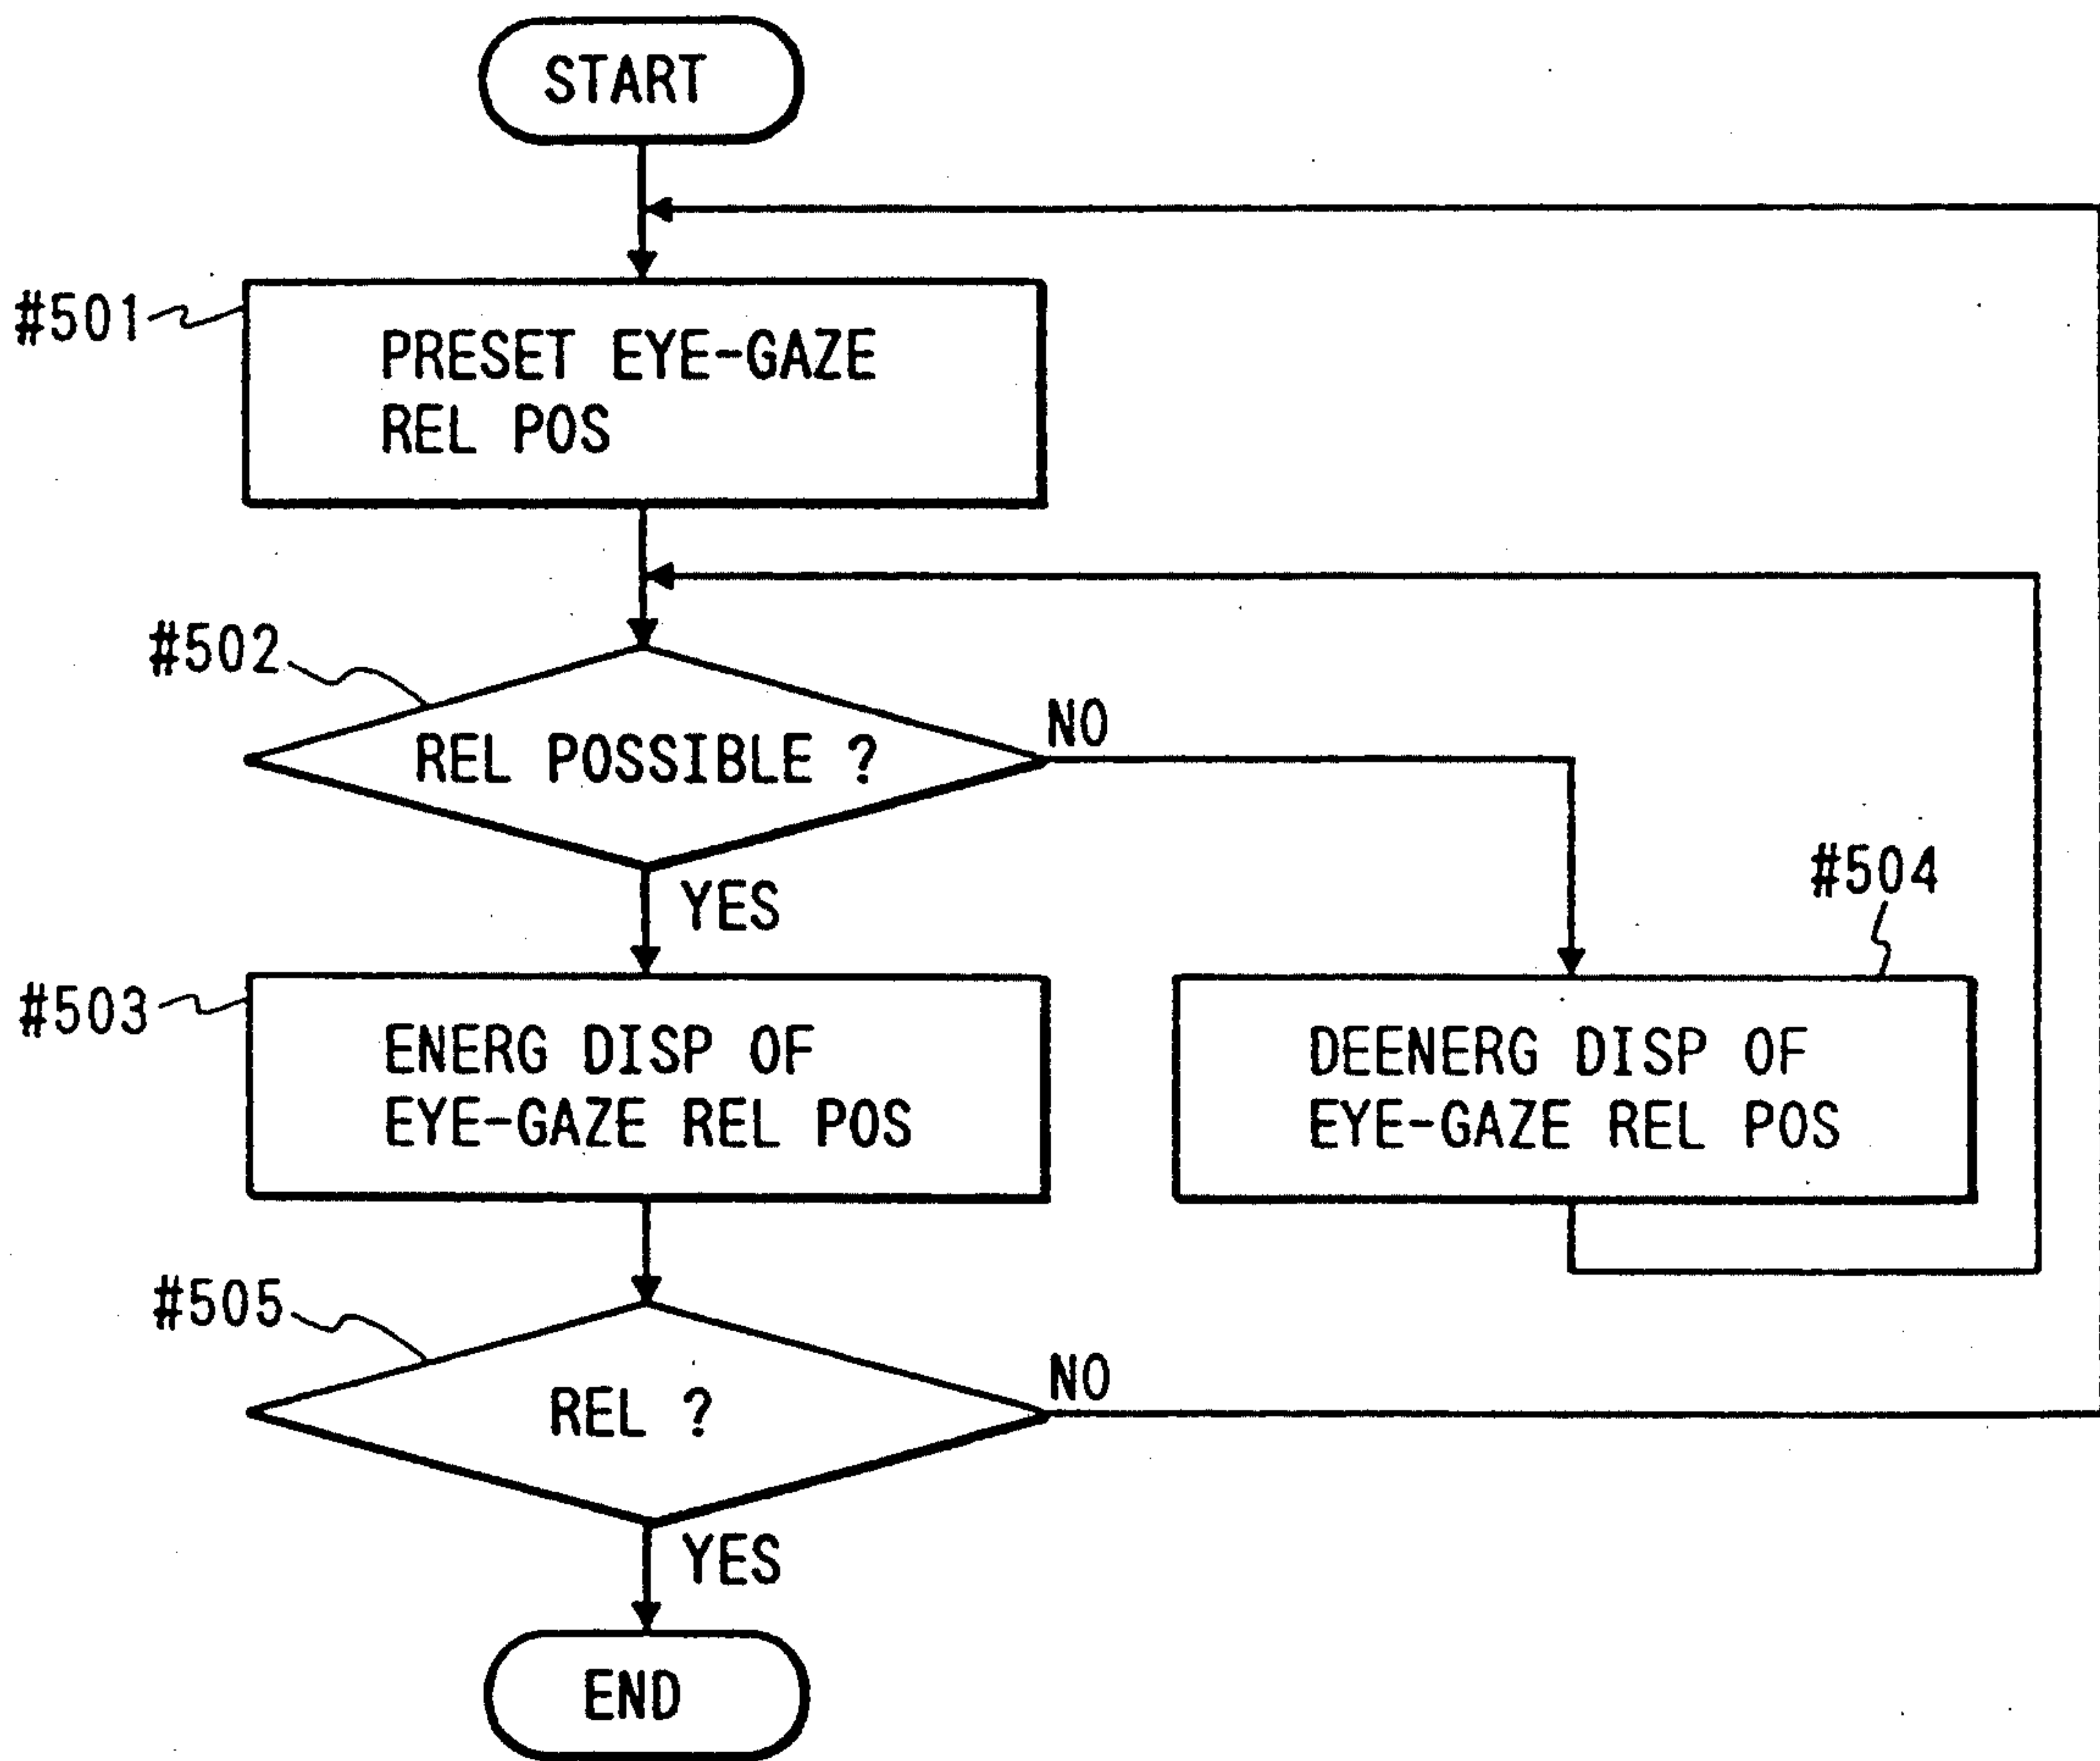 START
#501
PRESET EYE-GAZE
REL POS
#502
REL POSSIBLE ?
NO
YES
#504
#503
ENERG DISP OF
EYE-GAZE REL POS
DEENERG DISP OF
EYE-GAZE REL POS
#505
REL ?
NO
YES
END